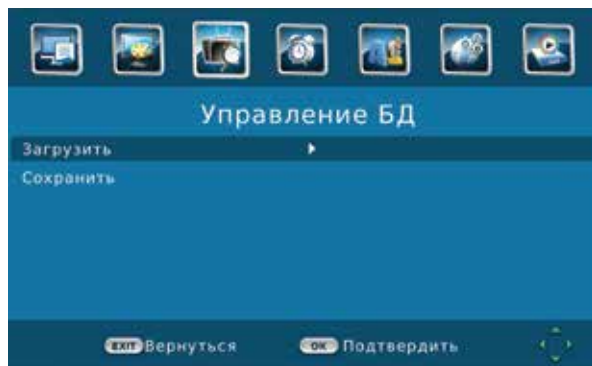 Управление БД
Загрузить
Сохранить
EXIT Вернуться OK Подтвердить